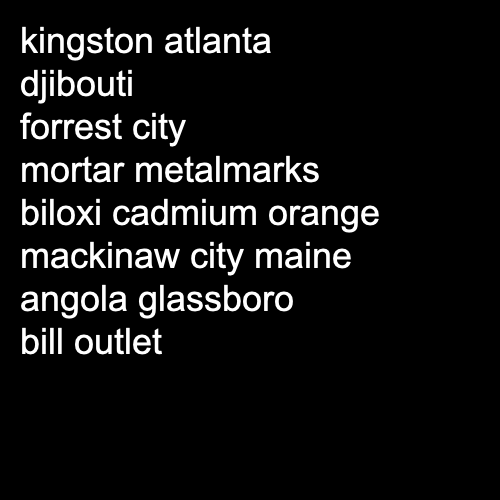 kingston atlanta
djibouti
forrest city
mortar metalmarks
biloxi cadmium orange
mackinaw city maine
angola glassboro
bill outlet